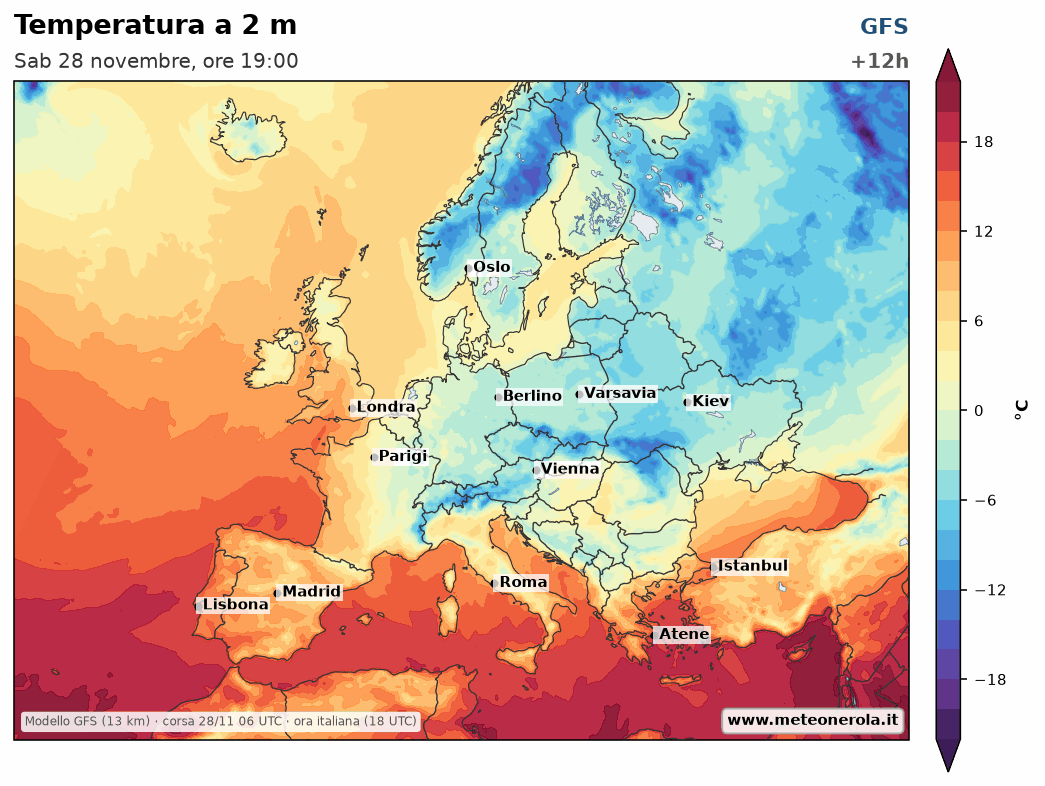 Temperatura a 2 m
GFS
Sab 28 novembre, ore 19:00
+12h
Oslo
Londra
Berlino
Varsavia
Kiev
Parigi
Vienna
Istanbul
Roma
Madrid
Lisbona
Atene
Modello GFS (13 km) · corsa 28/11 06 UTC · ora italiana (18 UTC)
www.meteonerola.it
18
12
6
0
−6
−12
−18
°C